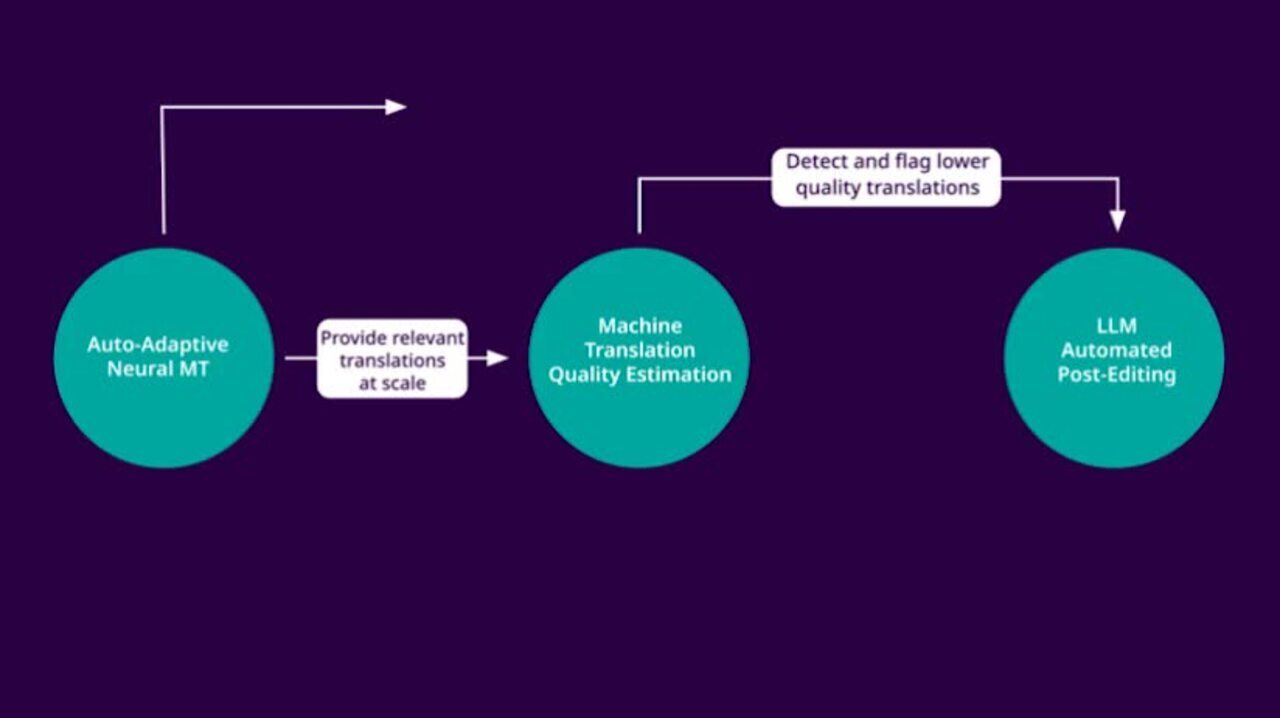 Detect and flag lower
quality translations
Auto-Adaptive
Neural MT
Provide relevant
translations
at scale
Machine
Translation
Quality Estimation
LLM
Automated
Post-Editing